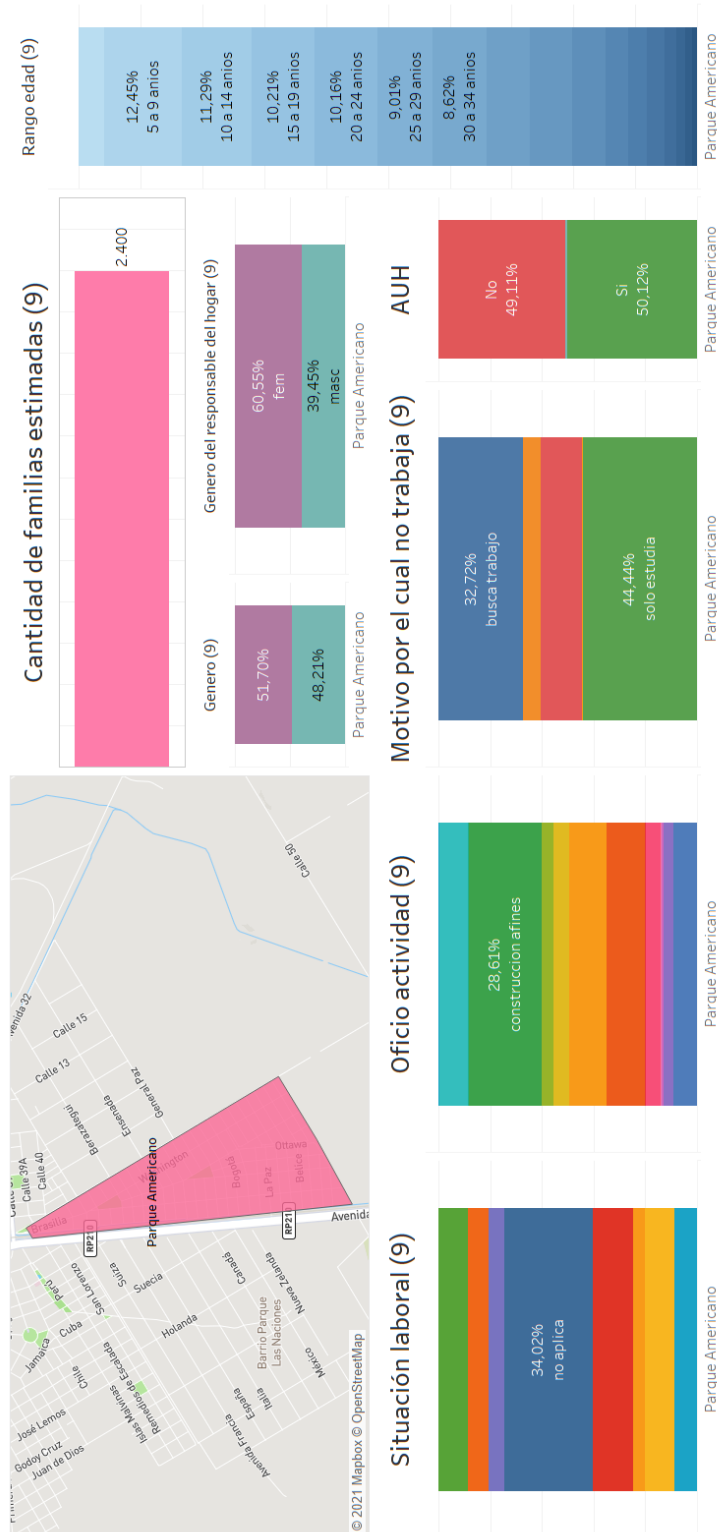 Primer
Godoy Cruz
Juan de Dios
José Lemos
Chile
Jamaica
Cuba
Perú
San Lorenzo
Islas Malvinas
Remedios de Escalada
Suiza
Suecia
Holanda
Avenida Francia
España
Italia
México
Barrio Parque
Las Naciones
Canadá
Nueva Zelanda
RP210
RP210
Brasilia
Parque Americano
Washington
Bogotá
La Paz
Ottawa
Belice
Avenida
Calle 39A
Calle 40
Calle 13
Calle 15
Avenida 32
Berazategui
Ensenada
General Paz
Calle 50
© 2021 Mapbox © OpenStreetMap
Cantidad de familias estimadas (9)
2.400
Genero (9)
51,70%
48,21%
Parque Americano
Genero del responsable del hogar (9)
60,55%
fem
39,45%
masc
Parque Americano
Rango edad (9)
12,45%
5 a 9 anios
11,29%
10 a 14 anios
10,21%
15 a 19 anios
10,16%
20 a 24 anios
9,01%
25 a 29 anios
8,62%
30 a 34 anios
Parque Americano
Situación laboral (9)
34,02%
no aplica
Parque Americano
Oficio actividad (9)
28,61%
construccion afines
Parque Americano
Motivo por el cual no trabaja (9)
32,72%
busca trabajo
44,44%
solo estudia
Parque Americano
AUH
No
49,11%
Si
50,12%
Parque Americano